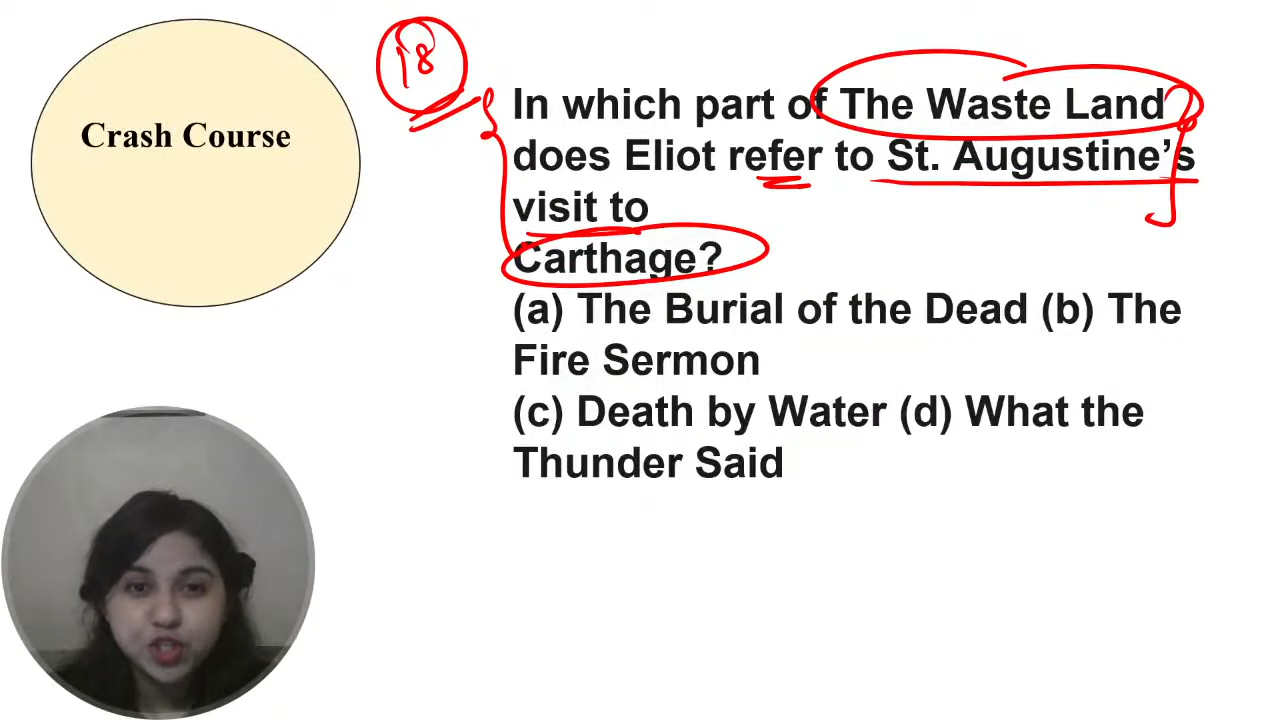 Crash Course
18
In which part of The Waste Land
does Eliot refer to St. Augustine’s
visit to
Carthage?
(a) The Burial of the Dead (b) The
Fire Sermon
(c) Death by Water (d) What the
Thunder Said